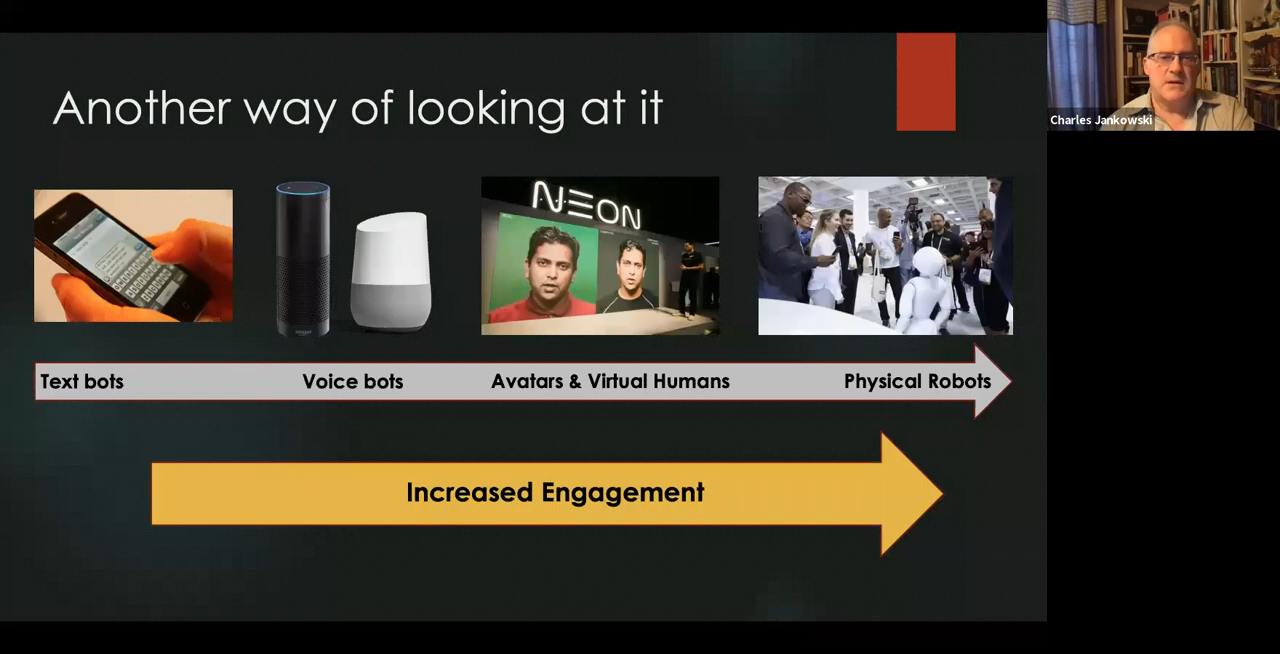 Another way of looking at it
Charles Jankowski
NEON
Text bots
Voice bots
Avatars & Virtual Humans
Physical Robots
Increased Engagement